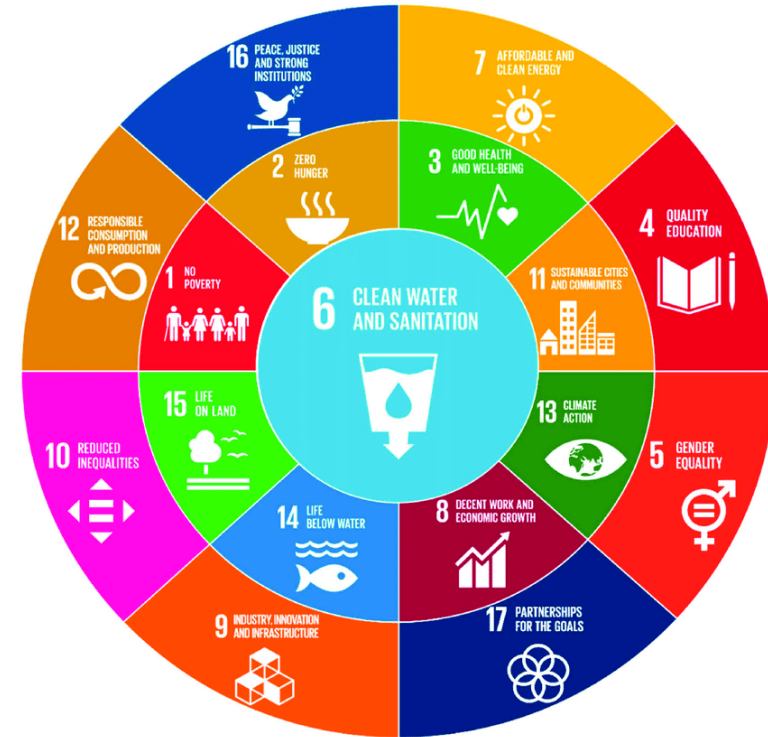 16 PEACE, JUSTICE
AND STRONG
INSTITUTIONS
7 AFFORDABLE AND
CLEAN ENERGY
2 ZERO
HUNGER
3 GOOD HEALTH
AND WELL-BEING
12 RESPONSIBLE
CONSUMPTION
AND PRODUCTION
4 QUALITY
EDUCATION
1 NO
POVERTY
11 SUSTAINABLE CITIES
AND COMMUNITIES
6 CLEAN WATER
AND SANITATION
15 LIFE
ON LAND
13 CLIMATE
ACTION
10 REDUCED
INEQUALITIES
5 GENDER
EQUALITY
14 LIFE
BELOW WATER
8 DECENT WORK AND
ECONOMIC GROWTH
9 INDUSTRY, INNOVATION
AND INFRASTRUCTURE
17 PARTNERSHIPS
FOR THE GOALS